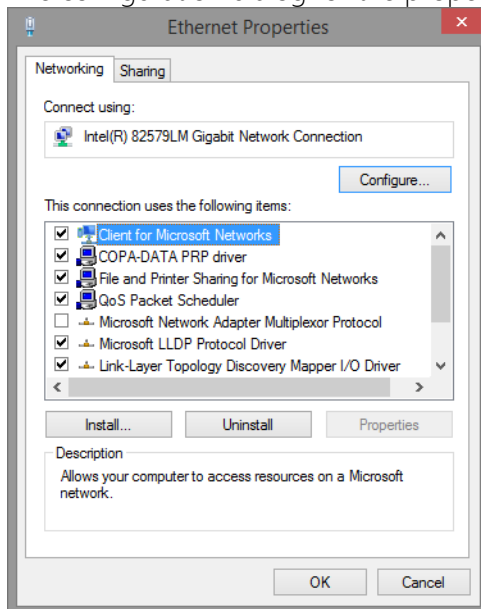 Ethernet Properties
Networking Sharing
Connect using:
Intel(R) 82579LM Gigabit Network Connection
Configure...
This connection uses the following items:
Client for Microsoft Networks
COPA-DATA PRP driver
File and Printer Sharing for Microsoft Networks
QoS Packet Scheduler
Microsoft Network Adapter Multiplexor Protocol
Microsoft LLDP Protocol Driver
Link-Layer Topology Discovery Mapper I/O Driver
Install... Uninstall Properties
Description
Allows your computer to access resources on a Microsoft
network.
OK Cancel